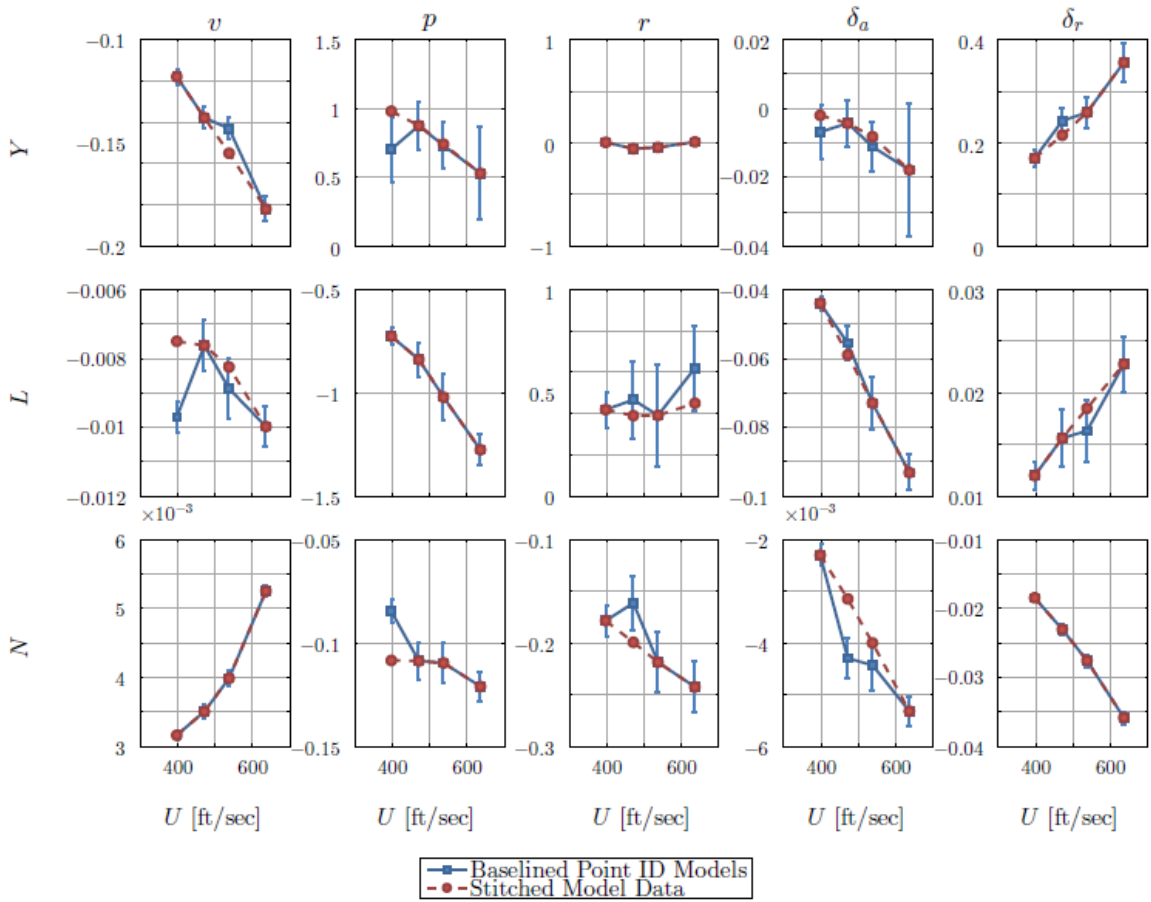 v p r δa δr
−0.1 1.5 1 0.02 0.4
Y −0.15 1 0.5 0 0 −0.02 0.2
−0.2 0 −1 −0.04 0
−0.006 −0.5 1 −0.04 0.03
−0.008 −0.06
L −1 0.5 0.02
−0.01 −0.08
−0.012 −1.5 0 −0.1 0.01
×10−3 ×10−3
6 −0.05 −0.1 −2 −0.01
5 −0.02
N −0.1 −0.2 −4
4 −0.03
3 −0.15 −0.3 −6 −0.04
400 600 400 600 400 600 400 600 400 600
U [ft/sec] U [ft/sec] U [ft/sec] U [ft/sec] U [ft/sec]
Baselined Point ID Models
Stitched Model Data